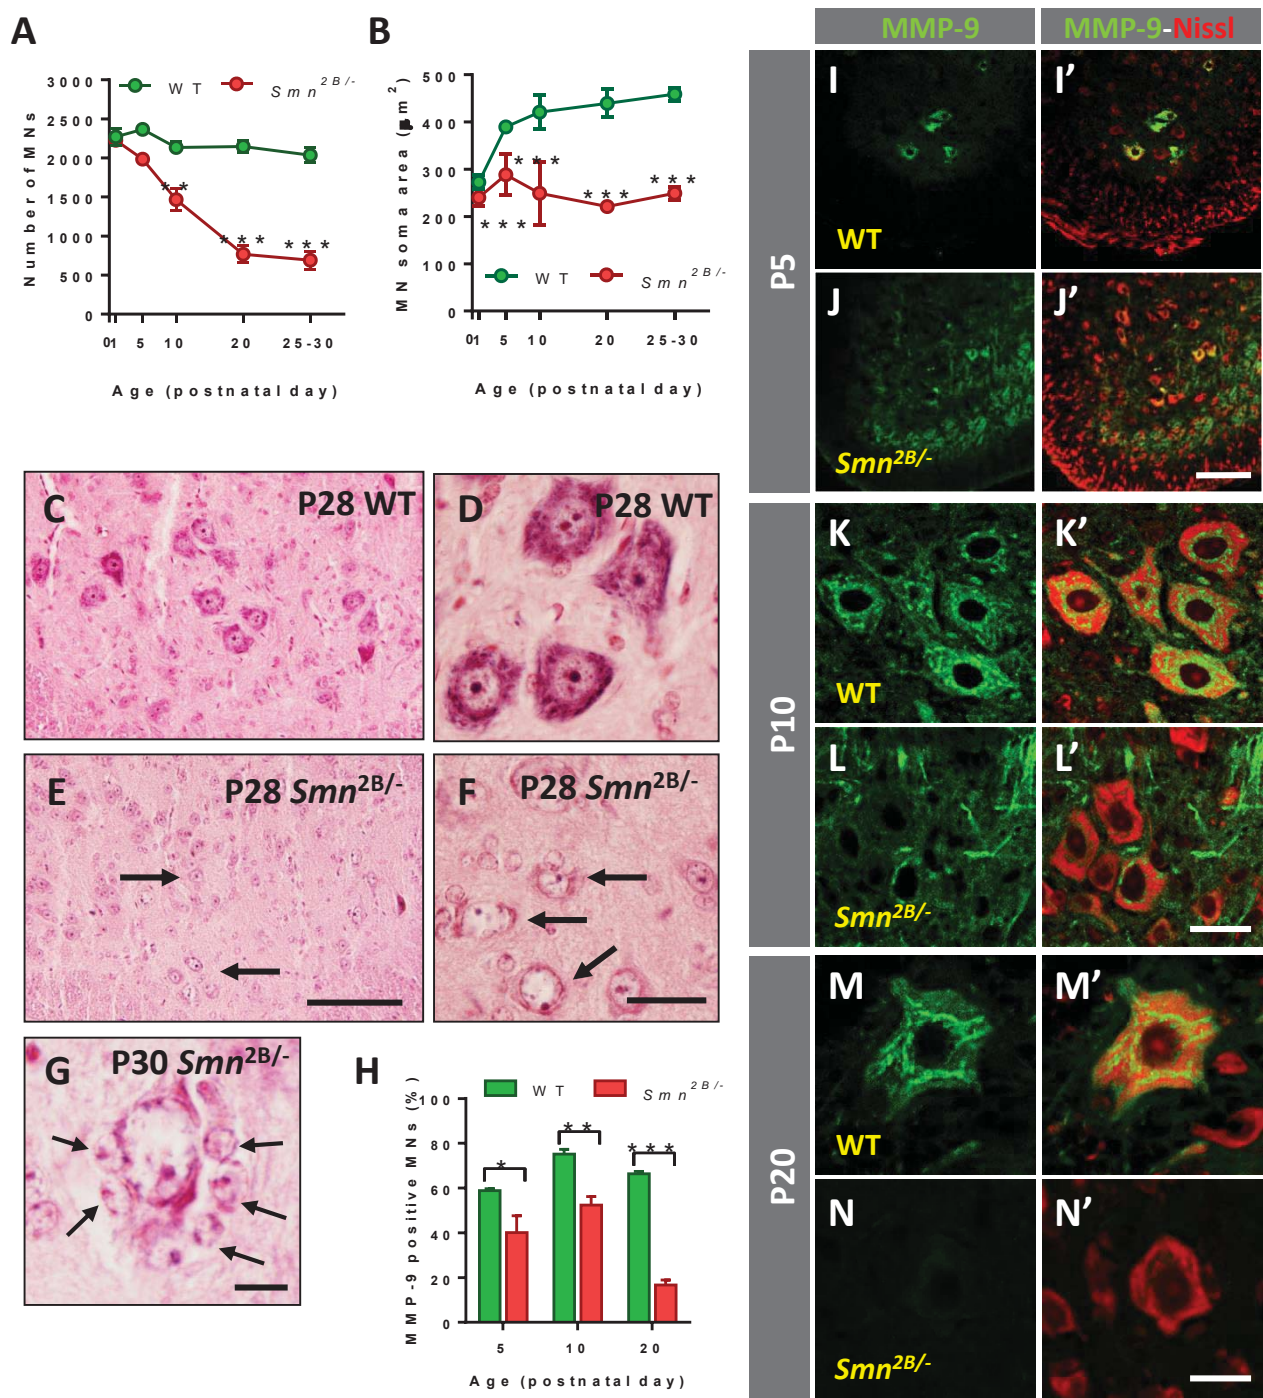 A
3000
2500
2000
1500
1000
500
0
Number of MNs
WT
Smn2B/-
**
***
***
01
5
10
20
25-30
Age (postnatal day)
B
500
400
300
200
100
0
MN soma area (μm2)
***
***
***
***
WT
Smn2B/-
01
5
10
20
25-30
Age (postnatal day)
C
P28 WT
D
P28 WT
E
P28 Smn2B/-
F
P28 Smn2B/-
G
P30 Smn2B/-
H
WT
Smn2B/-
100
80
60
40
20
0
MMP-9 positive MNs (%)
*
**
***
5
10
20
Age (postnatal day)
MMP-9
MMP-9-Nissl
P5
I
WT
I’
J
Smn2B/-
J’
P10
K
WT
K’
L
Smn2B/-
L’
P20
M
WT
M’
N
Smn2B/-
N’